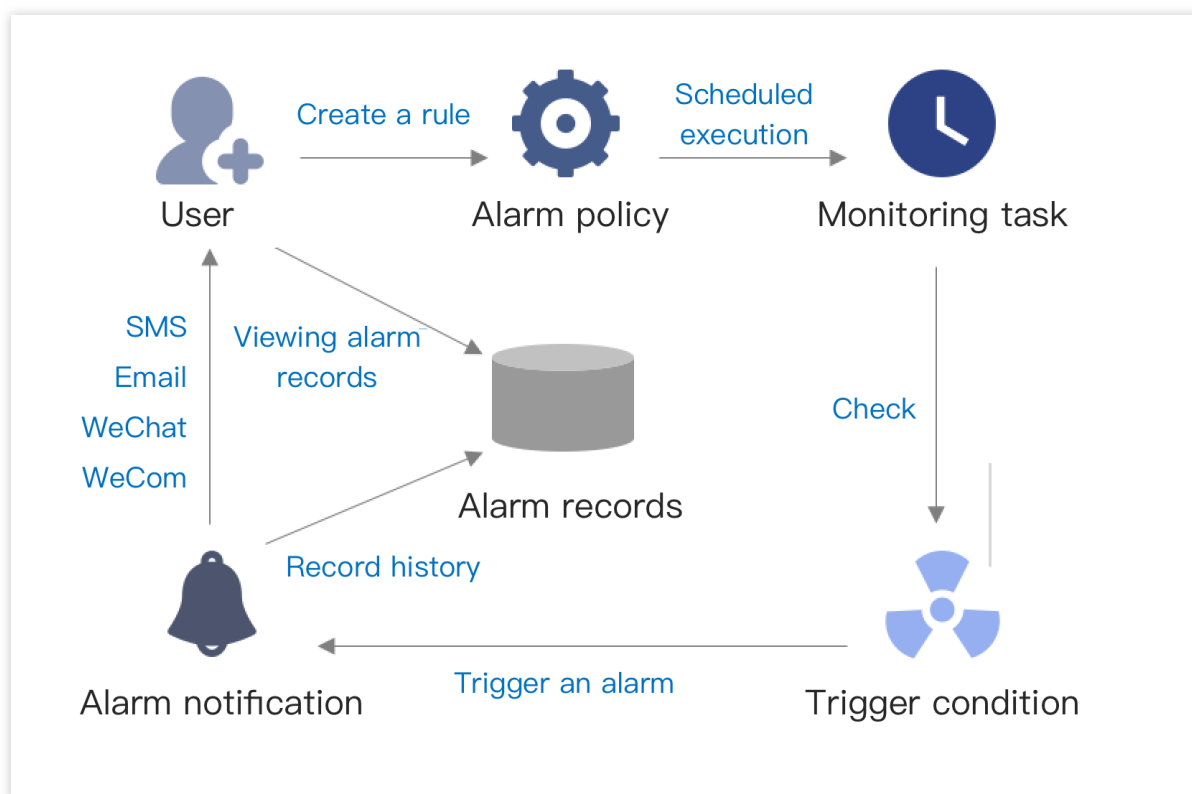 Create a rule
Scheduled
execution
User
Alarm policy
Monitoring task
SMS
Email
WeChat
WeCom
Viewing alarm
records
Check
Alarm records
Record history
Trigger an alarm
Alarm notification
Trigger condition